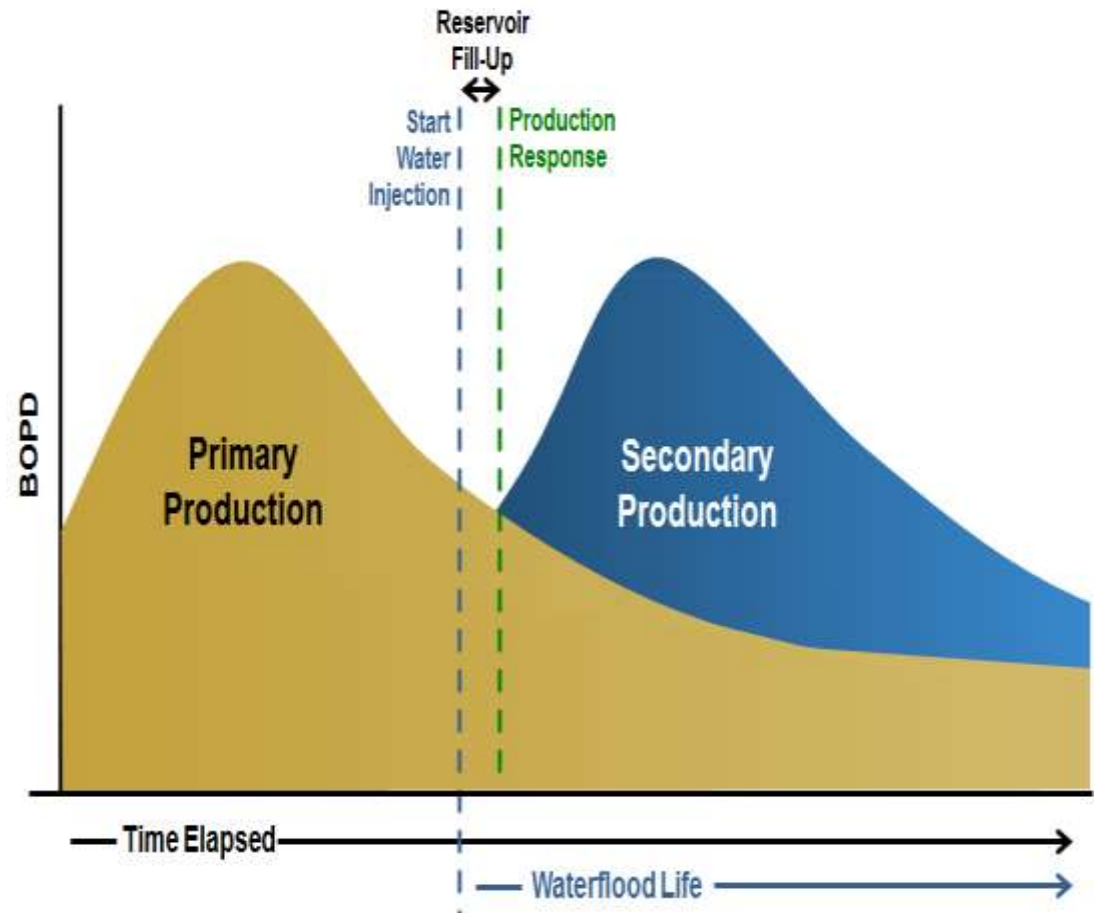 Reservoir
Fill-Up
Start
Water
Injection
Production
Response
BOPD
Primary
Production
Secondary
Production
Time Elapsed
Waterflood Life